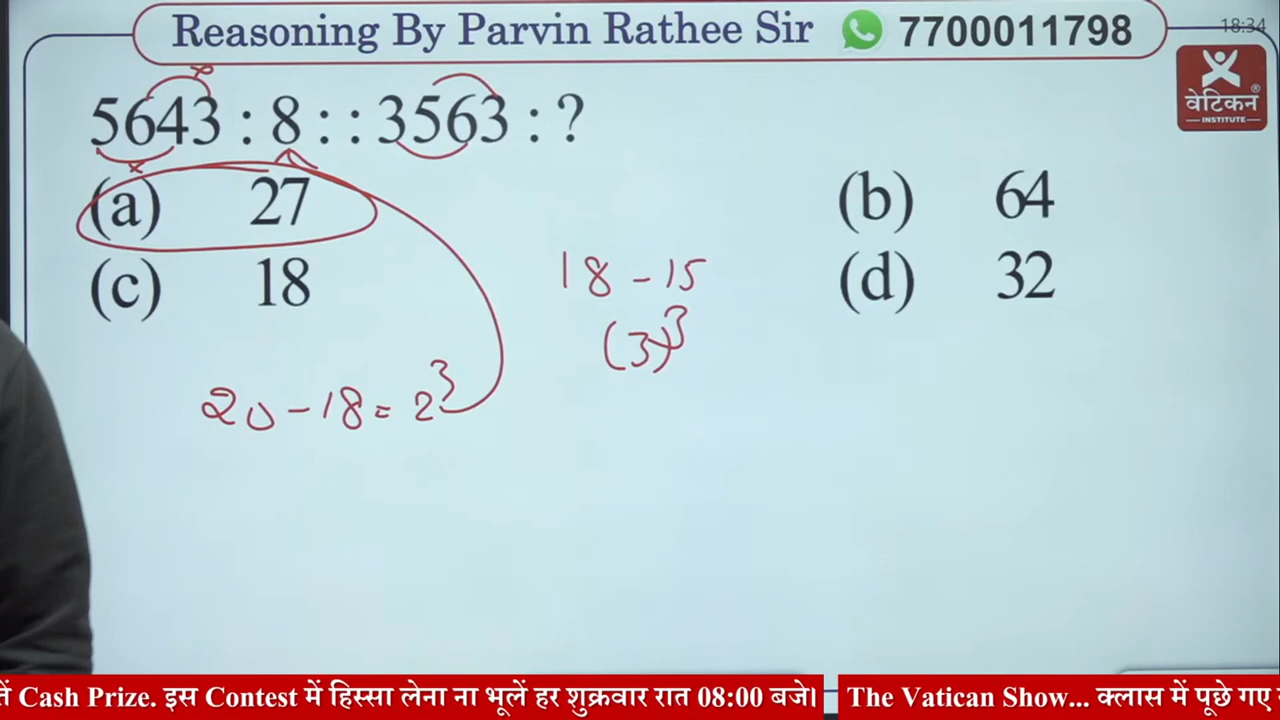 Reasoning By Parvin Rathee Sir 7700011798
18:34
वेटिकन
INSTITUTE
5643 : 8 : : 3563 : ?
(a) 27
(b) 64
(c) 18
(d) 32
18 - 15
(3)³
20 - 18 = 2³
तें Cash Prize. इस Contest में हिस्सा लेना ना भूलें हर शुक्रवार रात 08:00 बजे। The Vatican Show... क्लास में पूछे गए